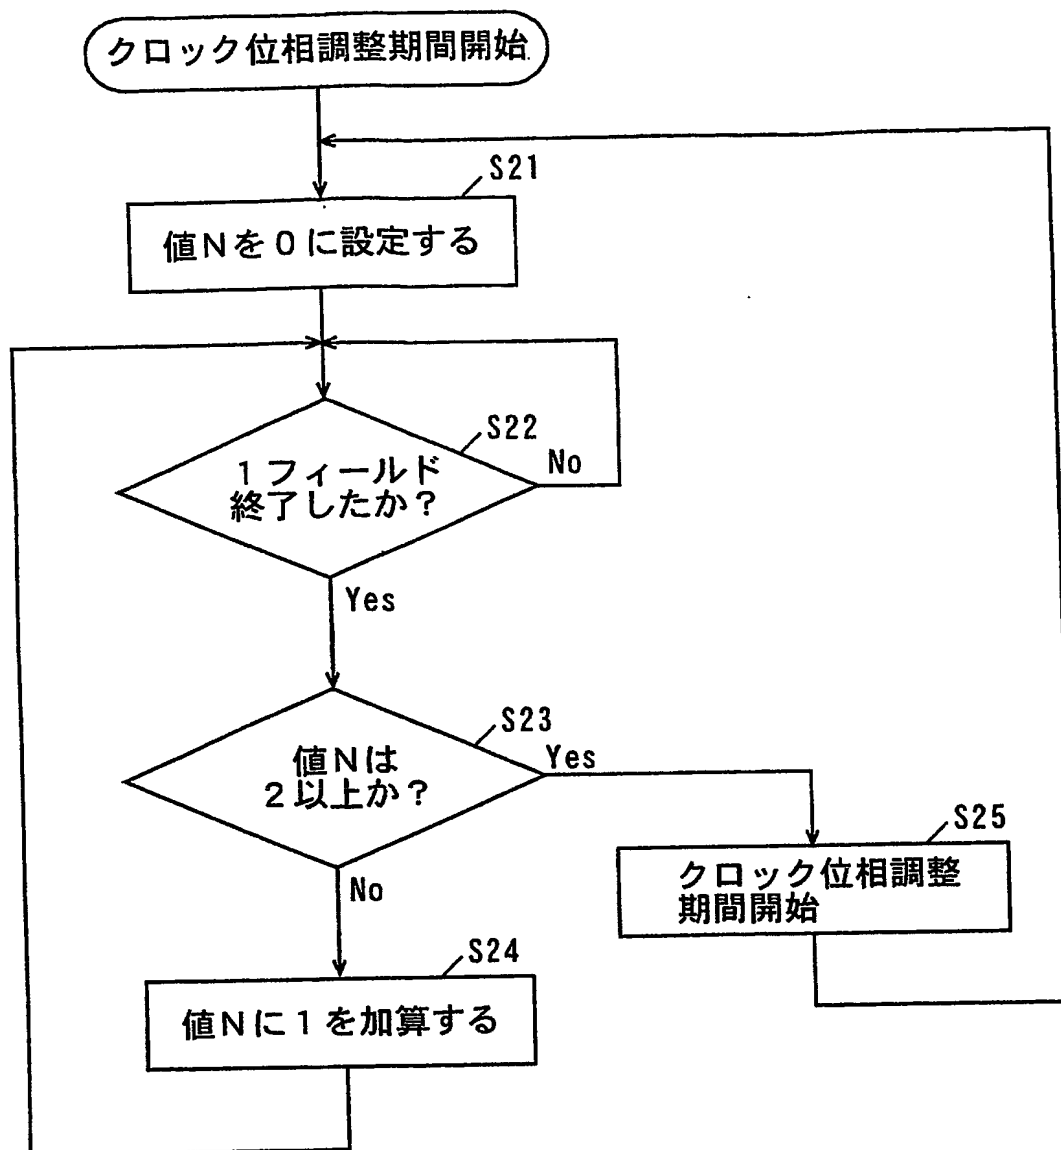 クロック位相調整期間開始
S21
値Nを0に設定する
S22
1フィールド
終了したか?
No
Yes
S23
値Nは
2以上か?
Yes
No
S25
クロック位相調整
期間開始
S24
値Nに1を加算する